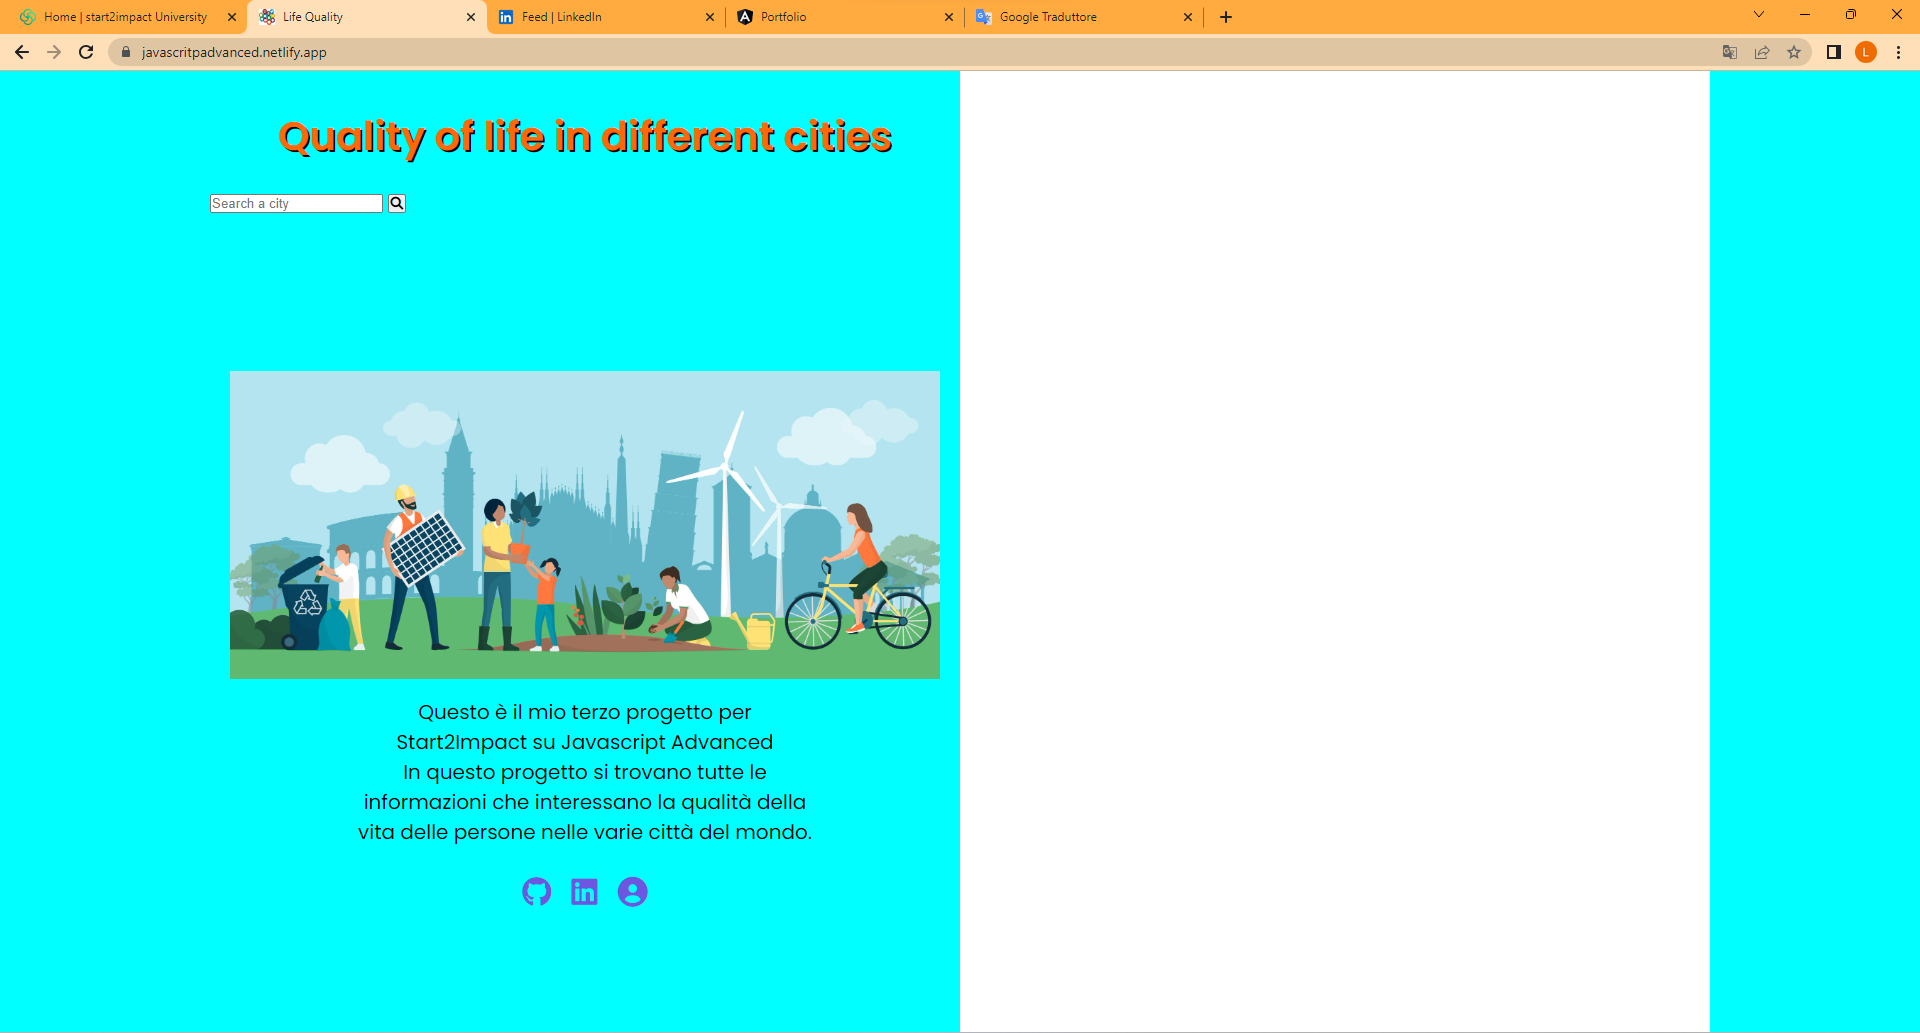 Home | start2impact University
Life Quality
Feed | LinkedIn
Portfolio
Google Traduttore
javascritpadvanced.netlify.app
L
Quality of life in different cities
Search a city
Questo è il mio terzo progetto per
Start2Impact su Javascript Advanced
In questo progetto si trovano tutte le
informazioni che interessano la qualità della
vita delle persone nelle varie città del mondo.